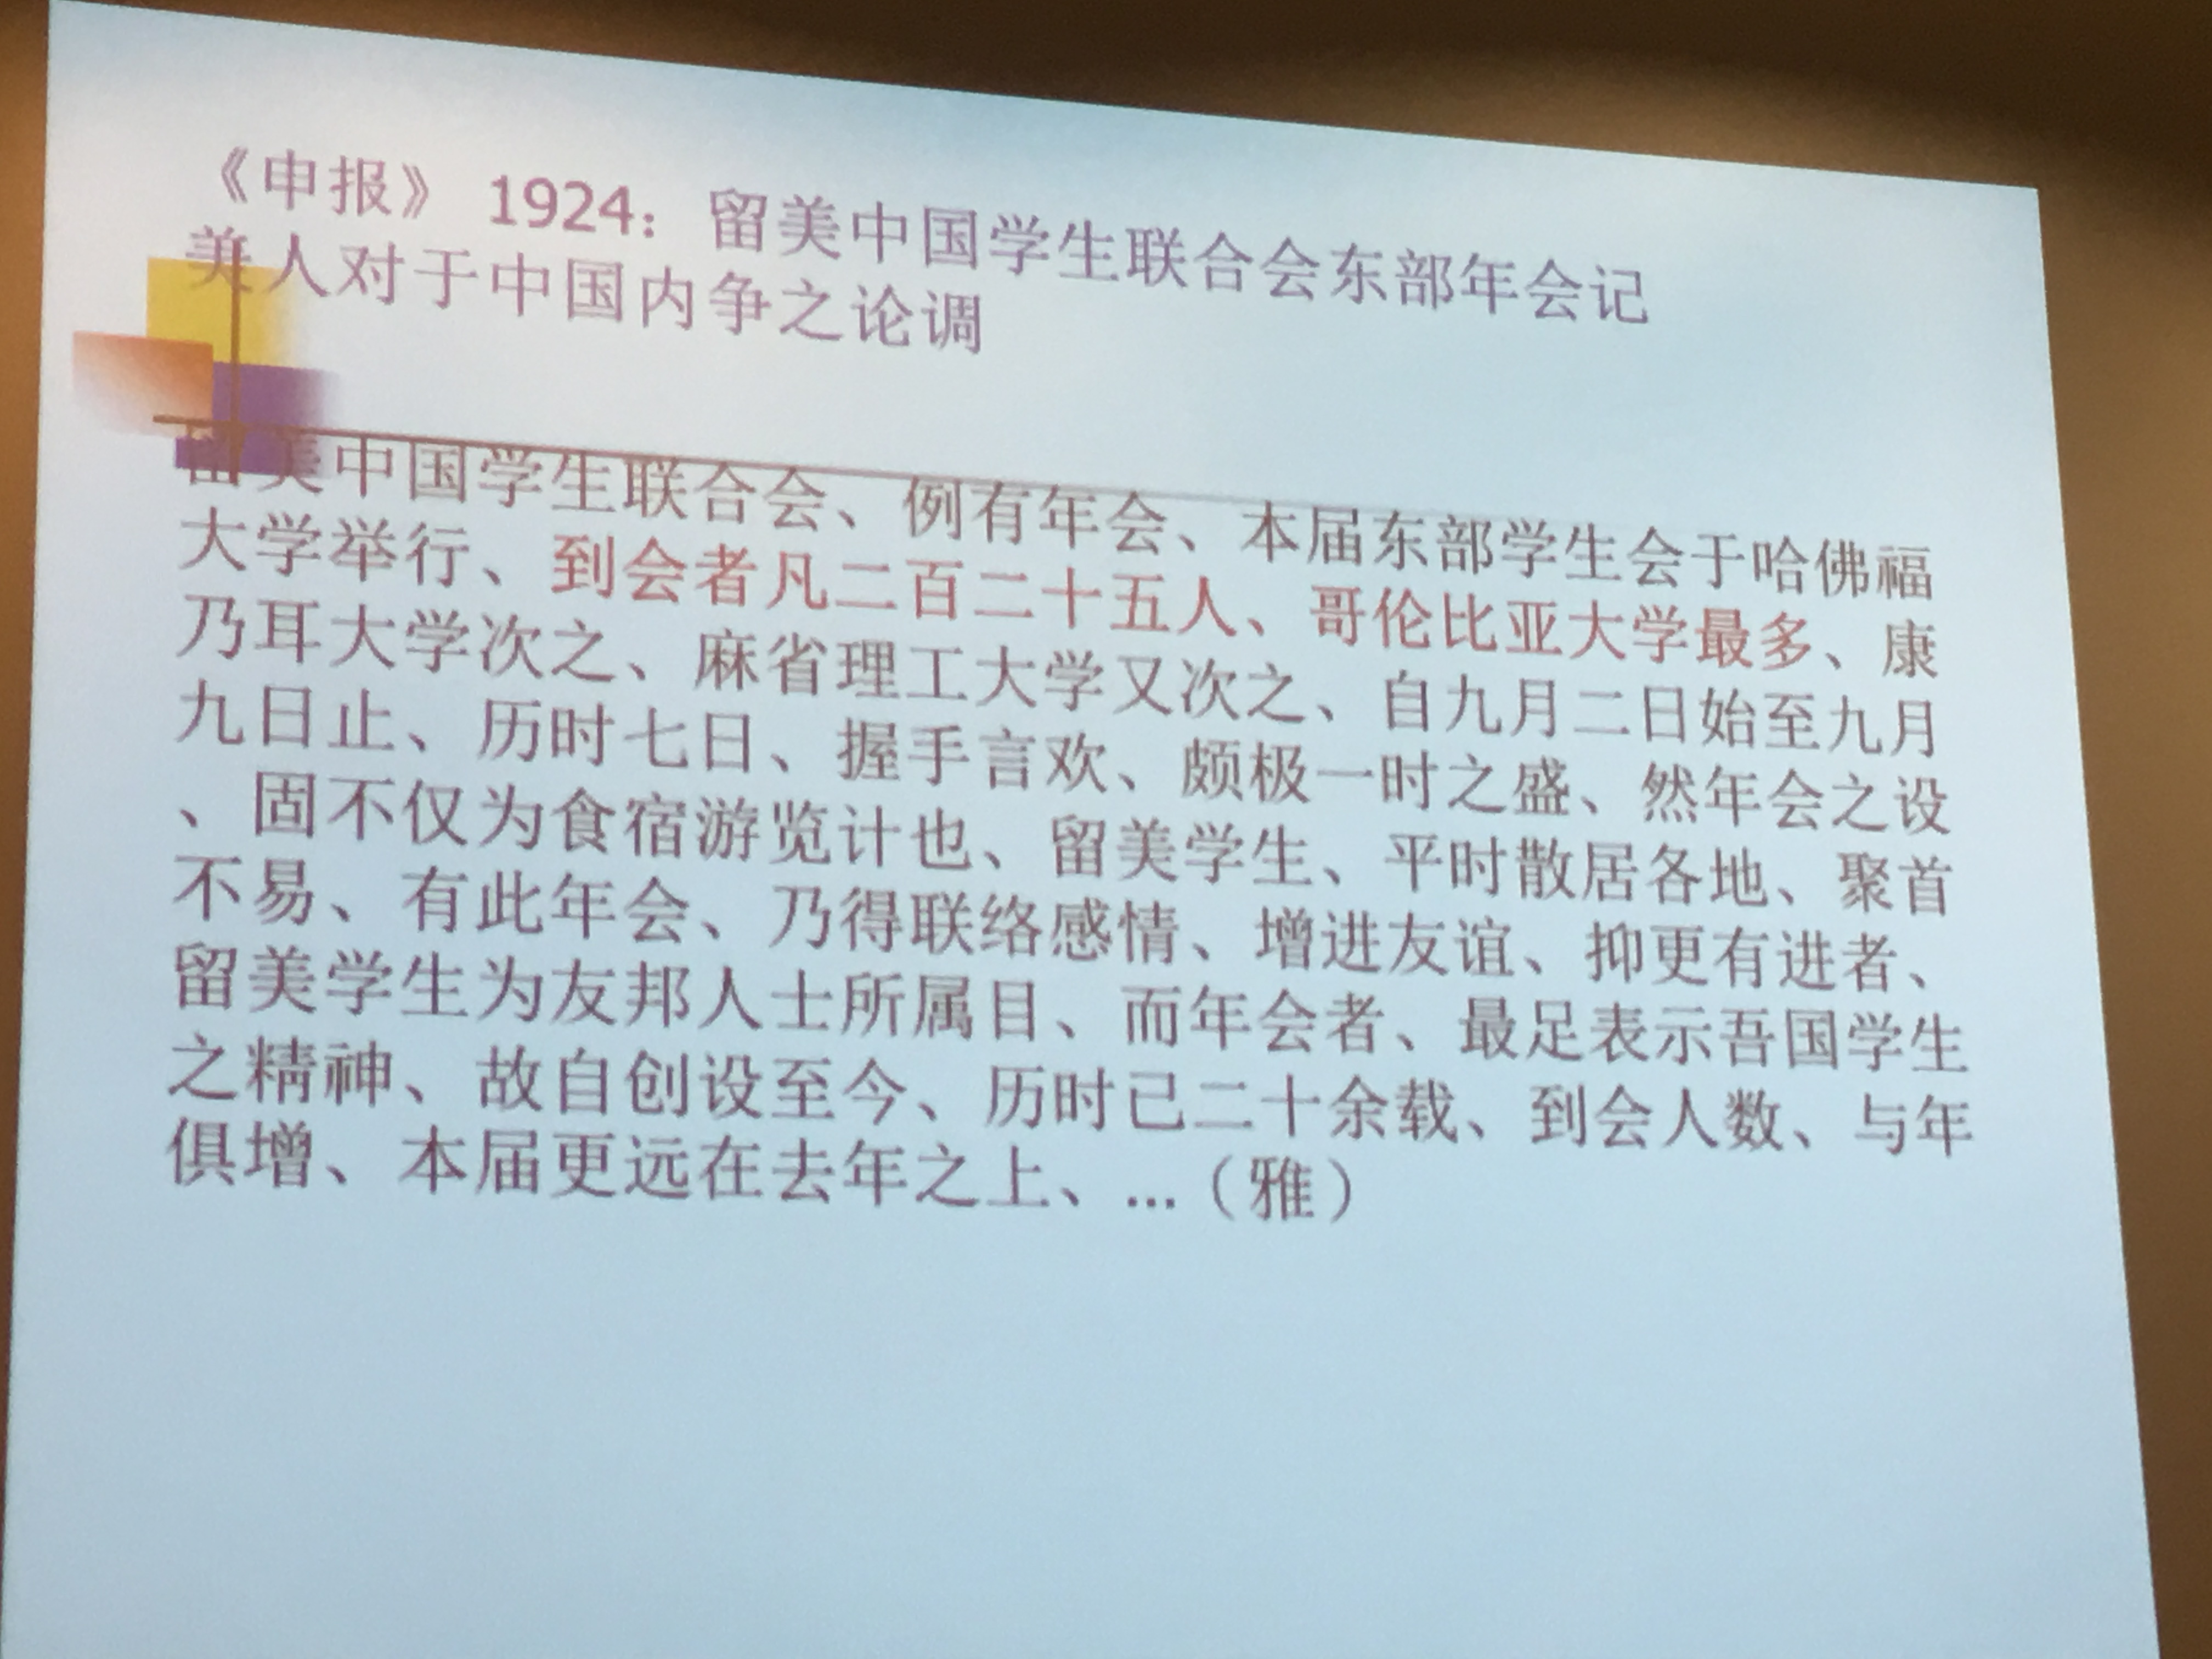 《申报》 1924：留美中国学生联合会东部年会记
美人对于中国内争之论调
留美中国学生联合会、例有年会、本届东部学生会于哈佛福
大学举行、到会者凡二百二十五人、哥伦比亚大学最多、康
乃耳大学次之、麻省理工大学又次之、自九月二日始至九月
九日止、历时七日、握手言欢、颇极一时之盛、然年会之设
、固不仅为食宿游览计也、留美学生、平时散居各地、聚首
不易、有此年会、乃得联络感情、增进友谊、抑更有进者、
留美学生为友邦人士所属目、而年会者、最足表示吾国学生
之精神、故自创设至今、历时已二十余载、到会人数、与年
俱增、本届更远在去年之上、...（雅）